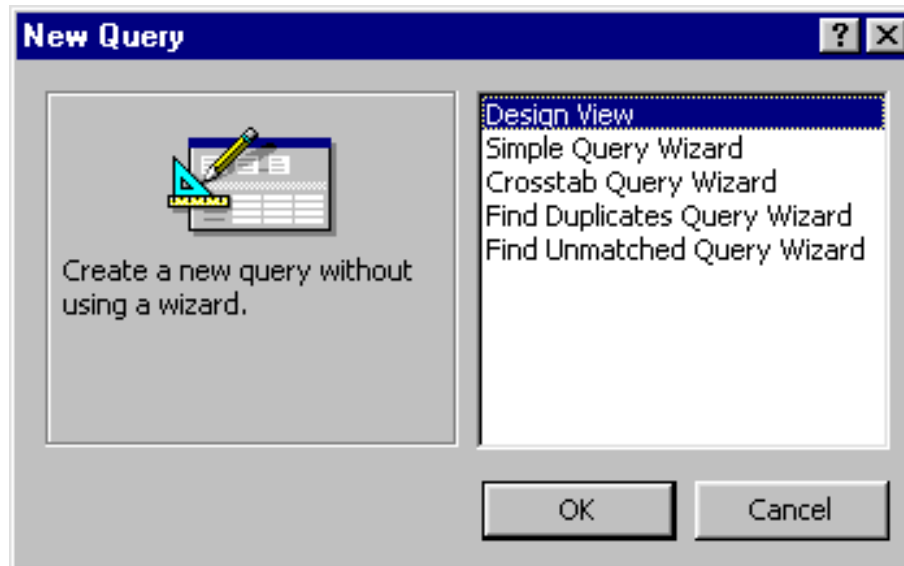 New Query
Create a new query without
using a wizard.
Design View
Simple Query Wizard
Crosstab Query Wizard
Find Duplicates Query Wizard
Find Unmatched Query Wizard
OK
Cancel